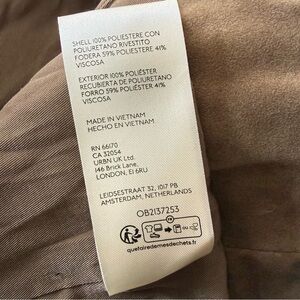 SHELL 100% POLIESTERE CON
POLIURETANO RIVESTITO
FODERA 59% POLIESTERE 41%
VISCOSA
EXTERIOR 100% POLIÉSTER
RECUBIERTA DE POLIURETANO
FORRO 59% POLIÉSTER 41%
VISCOSA
MADE IN VIETNAM
HECHO EN VIETNAM
RN 66170
CA 32054
URBN UK Ltd.
146 Brick Lane,
LONDON, E1 6RU
LEIDSESTRAAT 32, 1017 PB
AMSTERDAM, NETHERLANDS
OB2137253
FR
quefairedemesdechets.fr